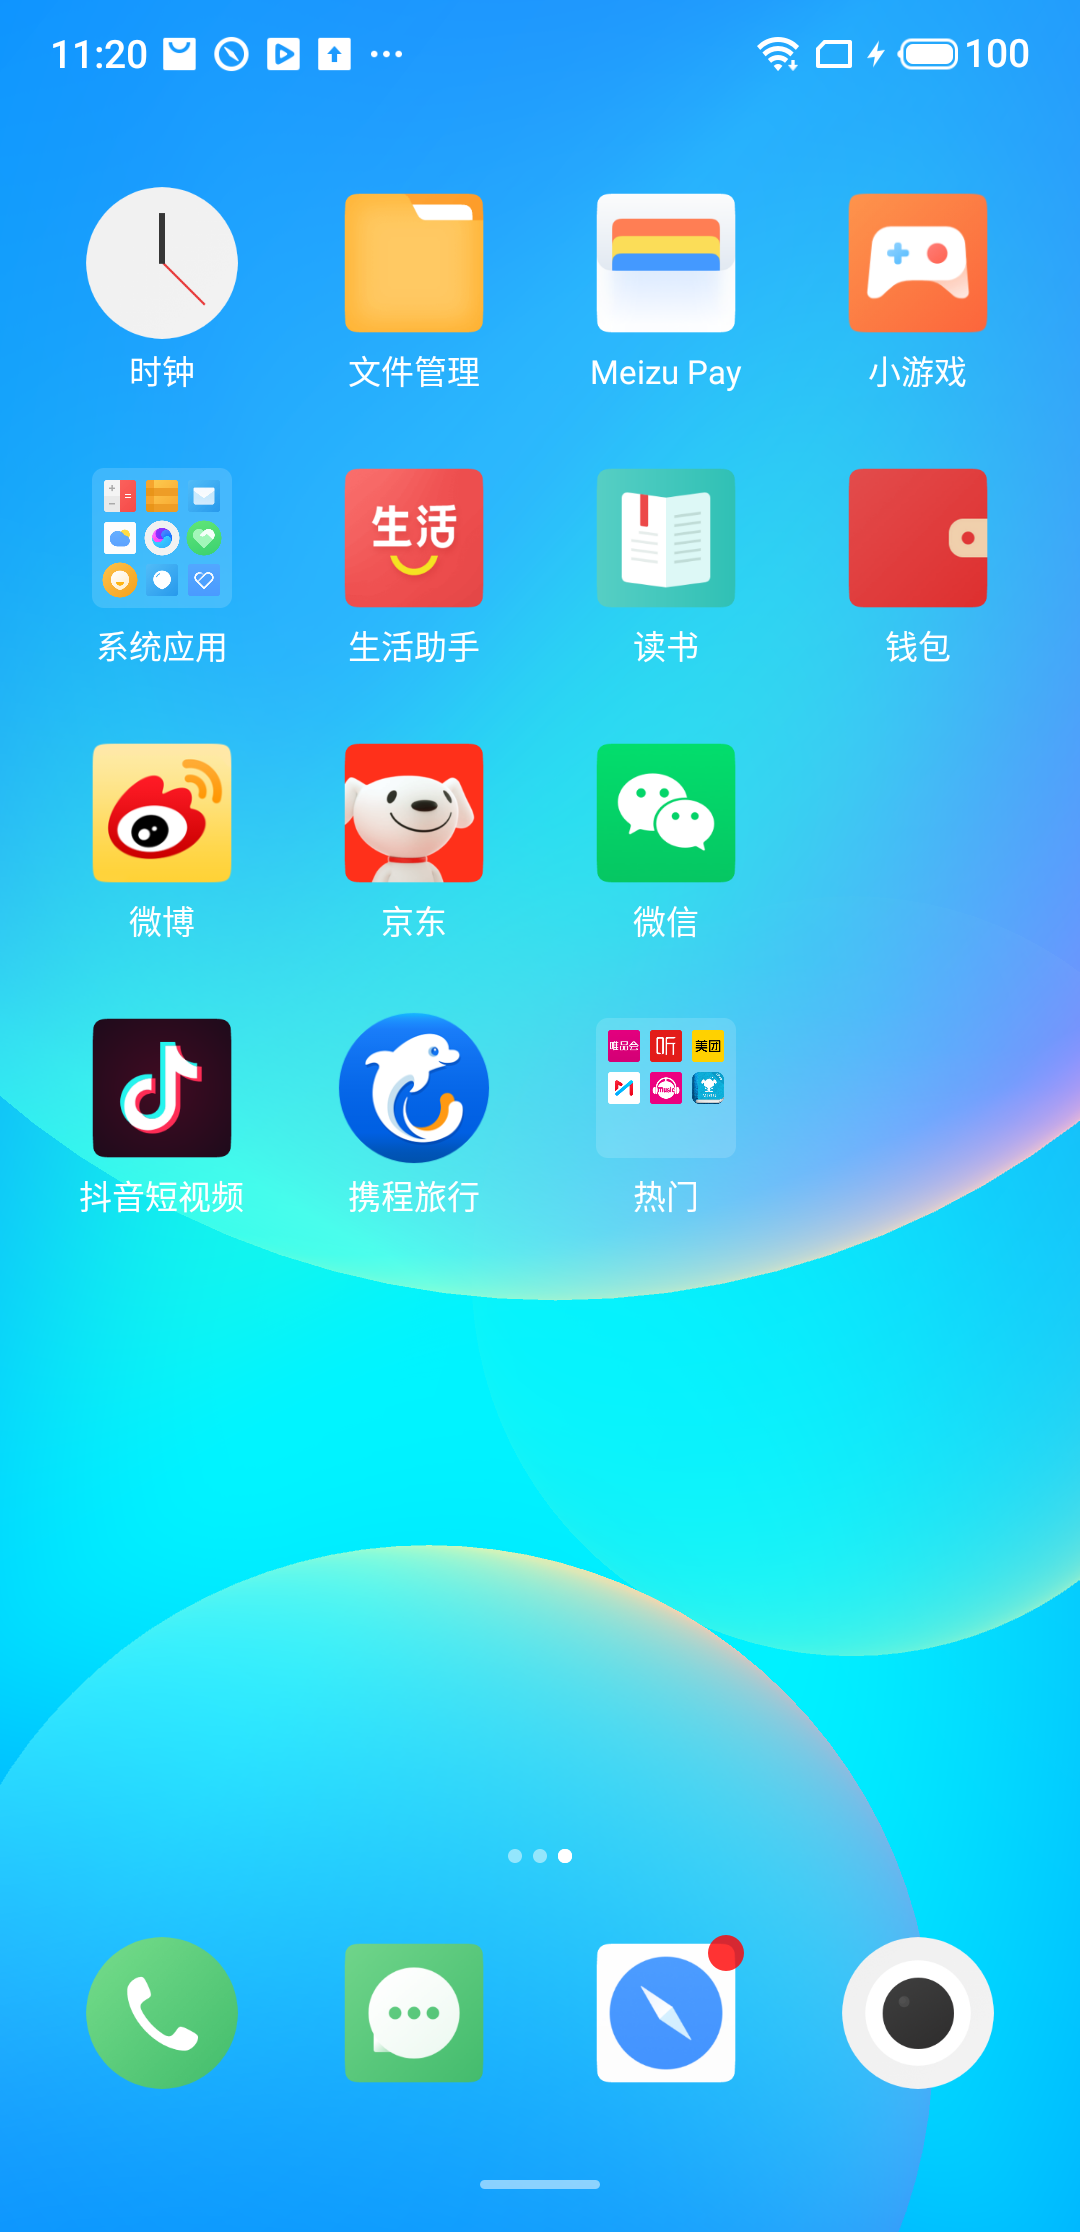 11:20
100
时钟
文件管理
Meizu Pay
小游戏
生活
系统应用
生活助手
读书
钱包
微博
京东
微信
唯品会
听
美团
music
抖音短视频
携程旅行
热门